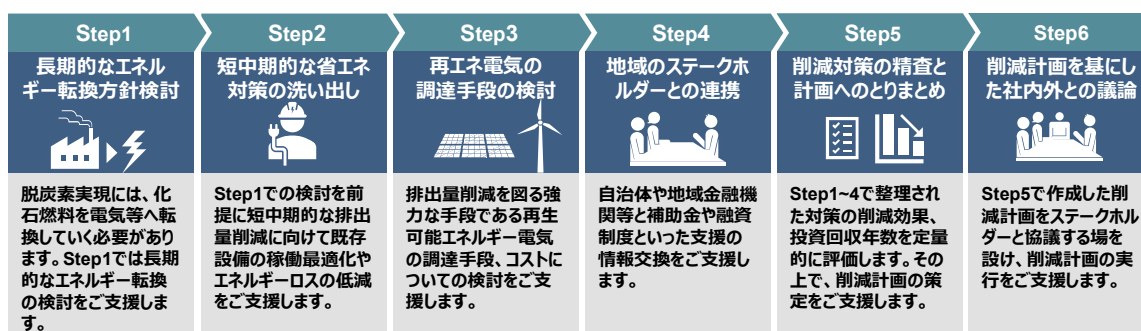 Step1
長期的なエネル
ギー転換方針検討
脱炭素実現には、化
石燃料を電気等へ転
換していく必要があり
ます。Step1では長期
的なエネルギー転換
の検討をご支援しま
す。
Step2
短中期的な省エネ
対策の洗い出し
Step1での検討を前
提に短中期的な排出
量削減に向けて既存
設備の稼働最適化や
エネルギーロスの低減
をご支援します。
Step3
再エネ電気の
調達手段の検討
排出量削減を図る強
力な手段である再生
可能エネルギー電気
の調達手段、コストに
ついての検討をご支
援します。
Step4
地域のステークホ
ルダーとの連携
自治体や地域金融機
関等と補助金や融資
制度といった支援の
情報交換をご支援し
ます。
Step5
削減対策の精査と
計画へのとりまとめ
Step1~4で整理され
た対策の削減効果、
投資回収年数を定量
的に評価します。その
上で、削減計画の策
定をご支援します。
Step6
削減計画を基にし
た社内外との議論
Step5で作成した削
減計画をステークホル
ダーと協議する場を
設け、削減計画の実
行をご支援します。